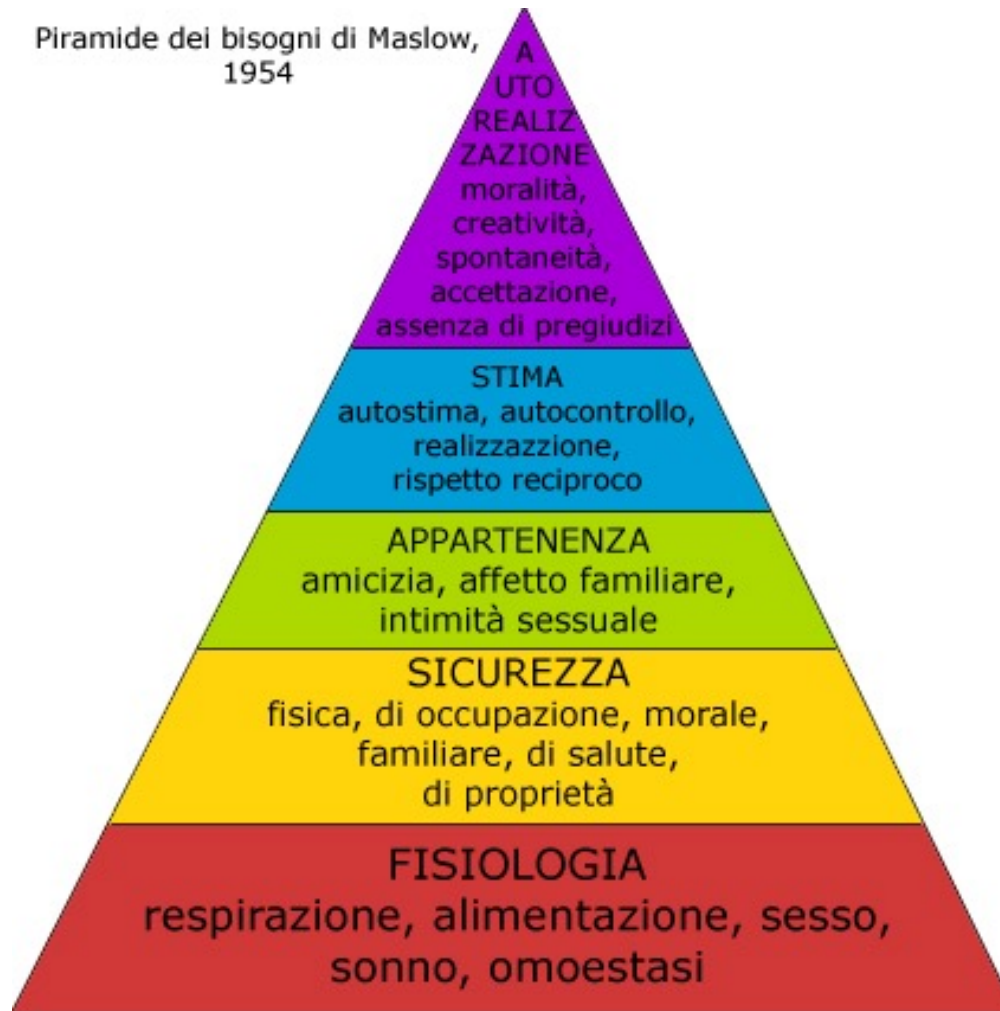 Piramide dei bisogni di Maslow,
1954
A
UTO
REALIZ
ZAZIONE
moralità,
creatività,
spontaneità,
accettazione,
assenza di pregiudizi
STIMA
autostima, autocontrollo,
realizzazzione,
rispetto reciproco
APPARTENENZA
amicizia, affetto familiare,
intimità sessuale
SICUREZZA
fisica, di occupazione, morale,
familiare, di salute,
di proprietà
FISIOLOGIA
respirazione, alimentazione, sesso,
sonno, omoestasi